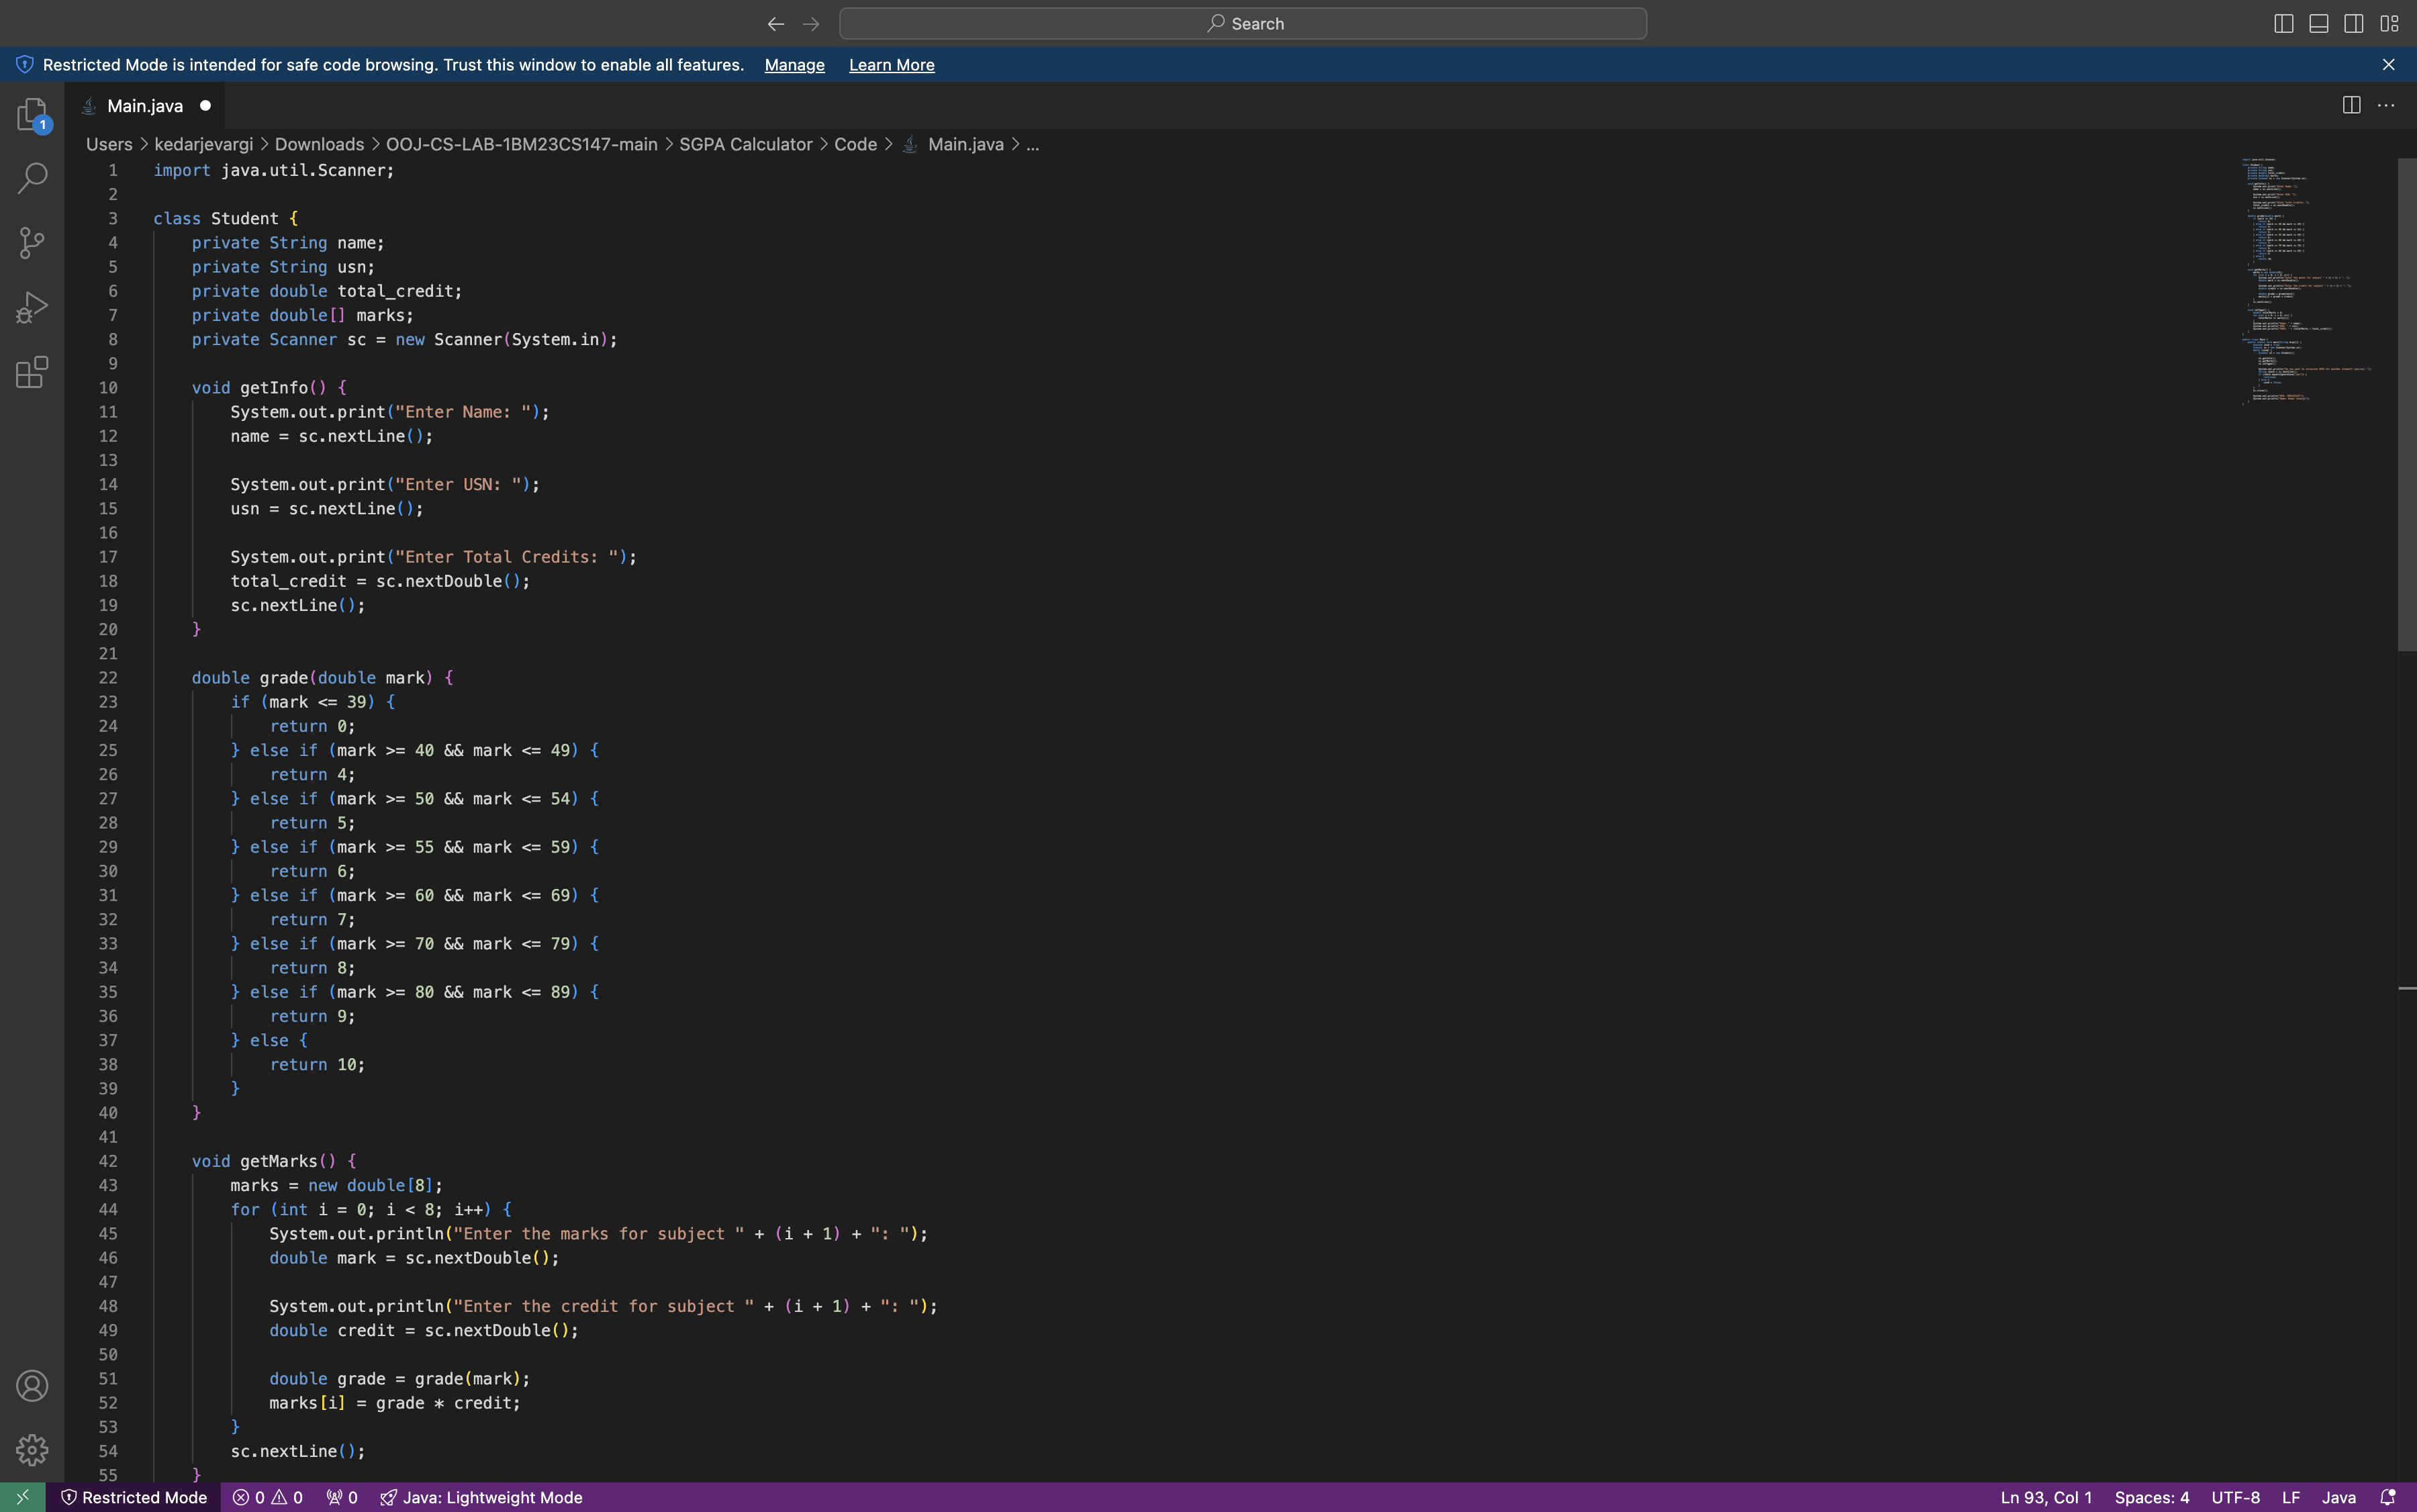 Search
Restricted Mode is intended for safe code browsing. Trust this window to enable all features. Manage Learn More
1
Main.java
Users > kedarjevargi > Downloads > OOJ-CS-LAB-1BM23CS147-main > SGPA Calculator > Code > Main.java > ...
1 import java.util.Scanner;
2
3 class Student {
4 private String name;
5 private String usn;
6 private double total_credit;
7 private double[] marks;
8 private Scanner sc = new Scanner(System.in);
9
10 void getInfo() {
11 System.out.print("Enter Name: ");
12 name = sc.nextLine();
13
14 System.out.print("Enter USN: ");
15 usn = sc.nextLine();
16
17 System.out.print("Enter Total Credits: ");
18 total_credit = sc.nextDouble();
19 sc.nextLine();
20 }
21
22 double grade(double mark) {
23 if (mark <= 39) {
24 return 0;
25 } else if (mark >= 40 && mark <= 49) {
26 return 4;
27 } else if (mark >= 50 && mark <= 54) {
28 return 5;
29 } else if (mark >= 55 && mark <= 59) {
30 return 6;
31 } else if (mark >= 60 && mark <= 69) {
32 return 7;
33 } else if (mark >= 70 && mark <= 79) {
34 return 8;
35 } else if (mark >= 80 && mark <= 89) {
36 return 9;
37 } else {
38 return 10;
39 }
40 }
41
42 void getMarks() {
43 marks = new double[8];
44 for (int i = 0; i < 8; i++) {
45 System.out.println("Enter the marks for subject " + (i + 1) + ": ");
46 double mark = sc.nextDouble();
47
48 System.out.println("Enter the credit for subject " + (i + 1) + ": ");
49 double credit = sc.nextDouble();
50
51 double grade = grade(mark);
52 marks[i] = grade * credit;
53 }
54 sc.nextLine();
55 }
Restricted Mode 0 0 0 Java: Lightweight Mode Ln 93, Col 1 Spaces: 4 UTF-8 LF Java